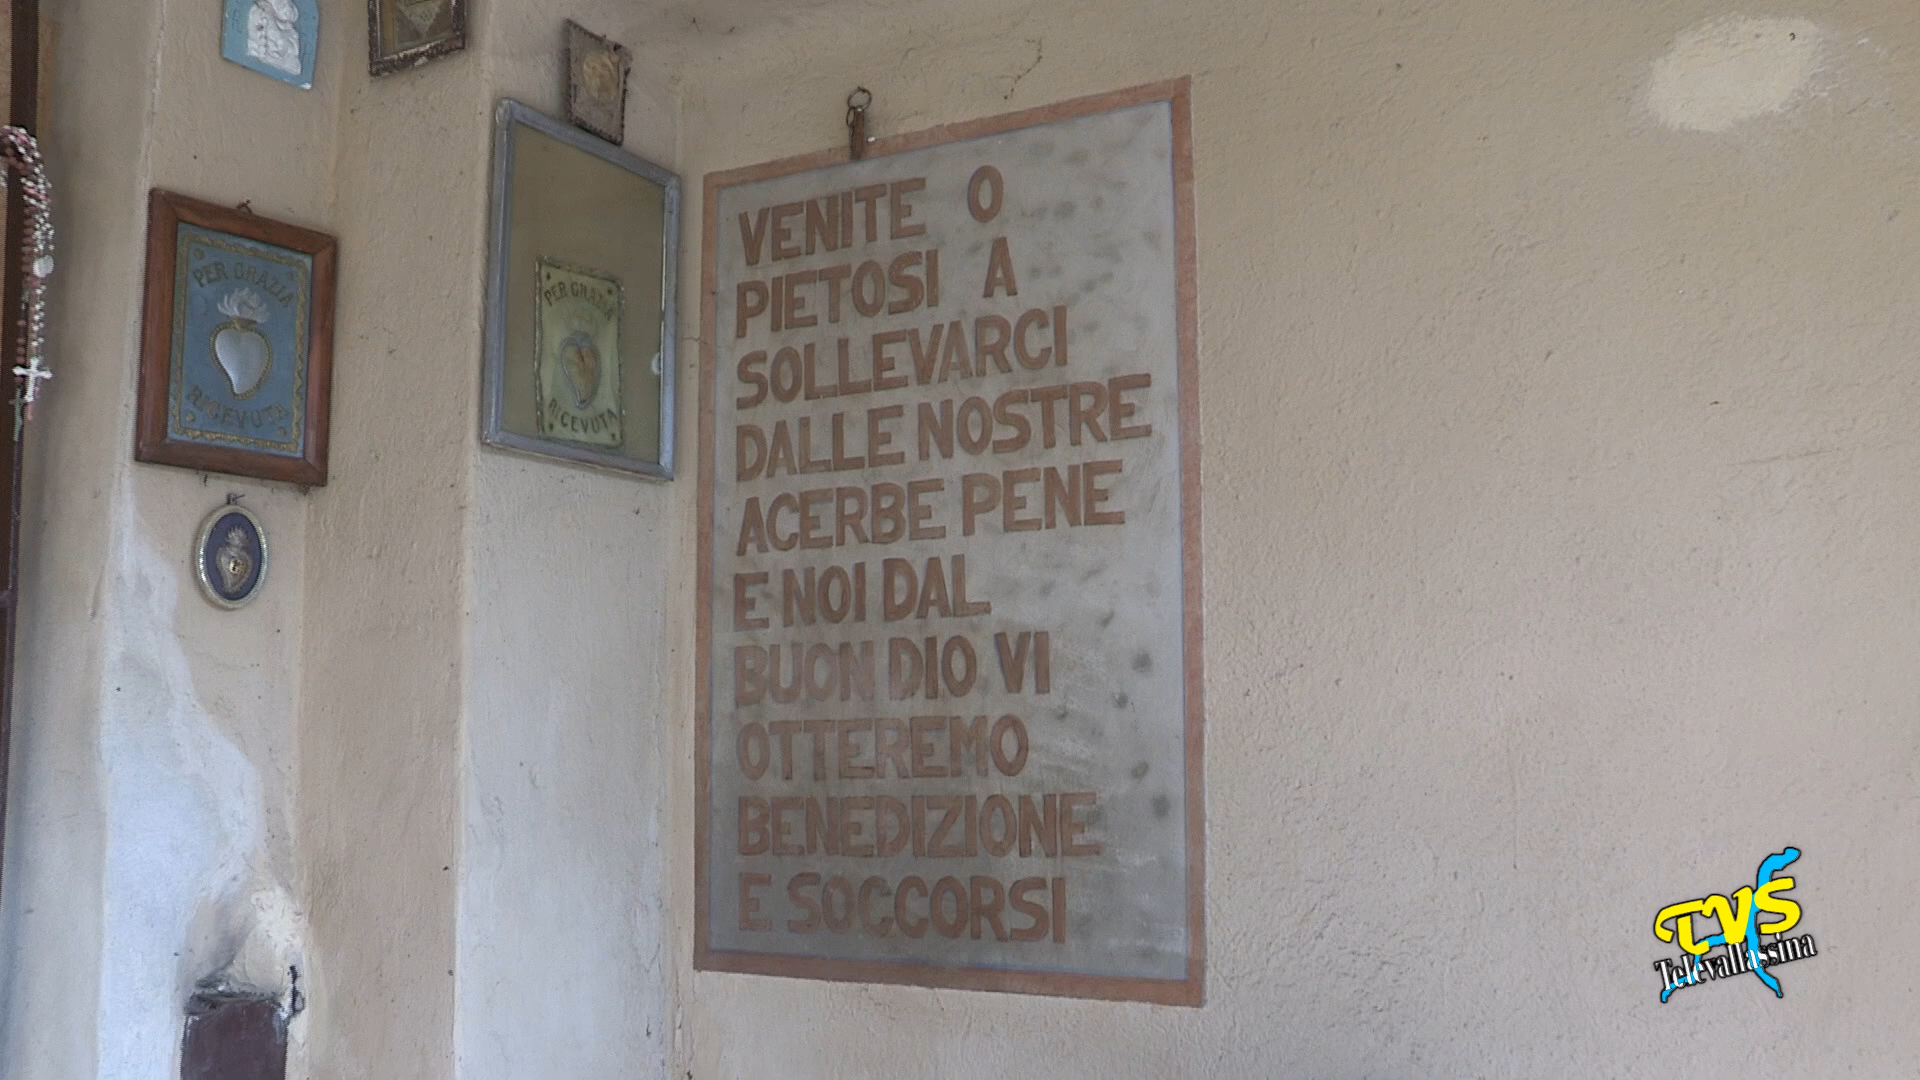 PER GRAZIA
RICEVUTA
PER GRAZIA
RICEVUTA
VENITE O
PIETOSI A
SOLLEVARCI
DALLE NOSTRE
ACERBE PENE
E NOI DAL
BUON DIO VI
OTTEREMO
BENEDIZIONE
E SOCCORSI
TVS
Televallassina